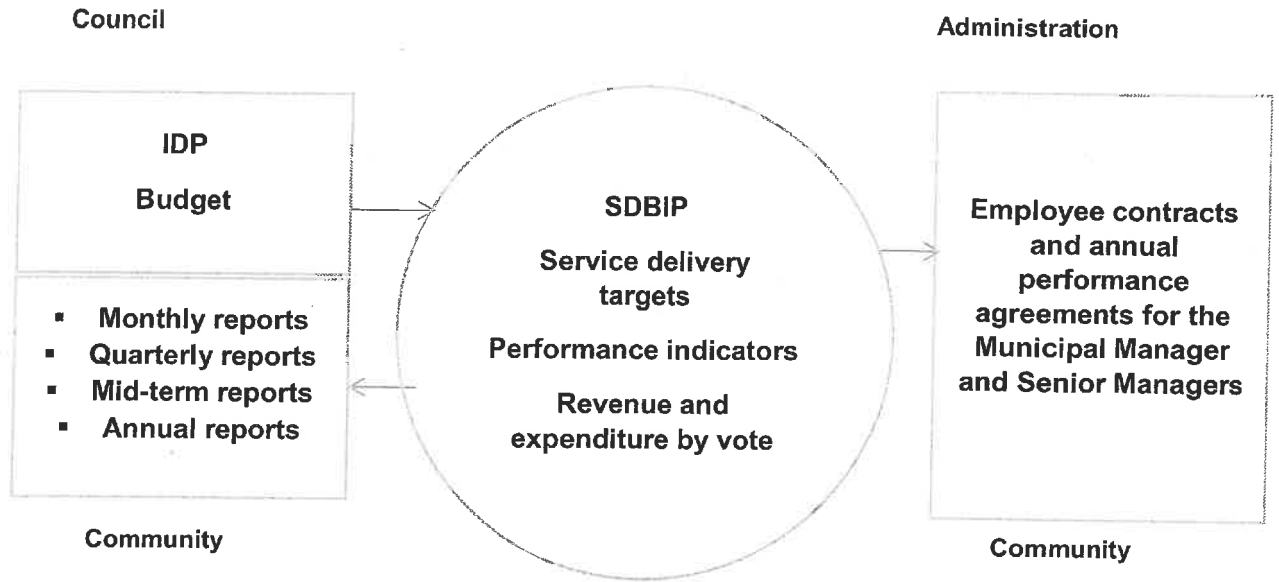 Council
Administration
IDP
Budget
▪ Monthly reports
▪ Quarterly reports
▪ Mid-term reports
▪ Annual reports
Community
SDBIP
Service delivery
targets
Performance indicators
Revenue and
expenditure by vote
Employee contracts
and annual
performance
agreements for the
Municipal Manager
and Senior Managers
Community